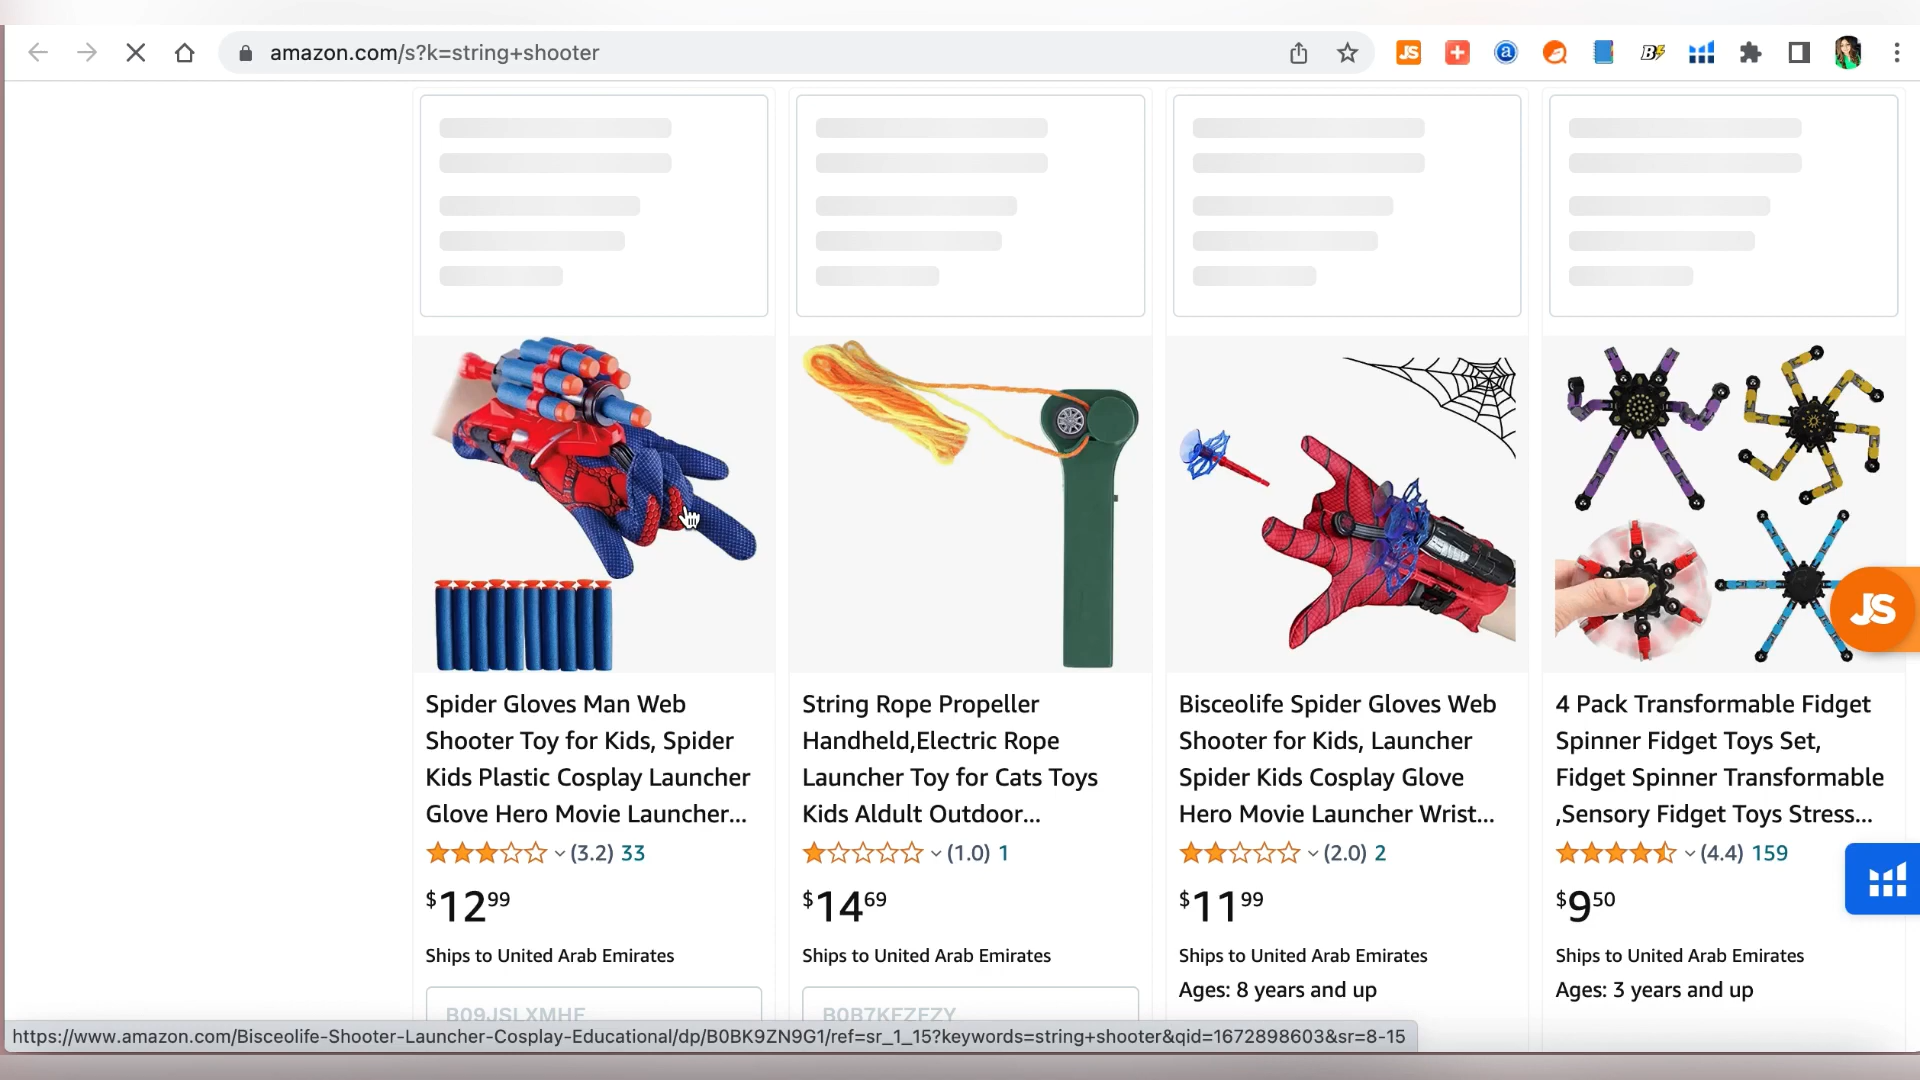 amazon.com/s?k=string+shooter
JS
a
B
JS
Spider Gloves Man Web
Shooter Toy for Kids, Spider
Kids Plastic Cosplay Launcher
Glove Hero Movie Launcher...
(3.2) 33
$12 99
Ships to United Arab Emirates
B09JSLXMHF
String Rope Propeller
Handheld,Electric Rope
Launcher Toy for Cats Toys
Kids Aldult Outdoor...
(1.0) 1
$14 69
Ships to United Arab Emirates
B0B7KFZFZY
Bisceolife Spider Gloves Web
Shooter for Kids, Launcher
Spider Kids Cosplay Glove
Hero Movie Launcher Wrist...
(2.0) 2
$11 99
Ships to United Arab Emirates
Ages: 8 years and up
4 Pack Transformable Fidget
Spinner Fidget Toys Set,
Fidget Spinner Transformable
,Sensory Fidget Toys Stress...
(4.4) 159
$9 50
Ships to United Arab Emirates
Ages: 3 years and up
https://www.amazon.com/Bisceolife-Shooter-Launcher-Cosplay-Educational/dp/B0BK9ZN9G1/ref=sr_1_15?keywords=string+shooter&qid=1672898603&sr=8-15